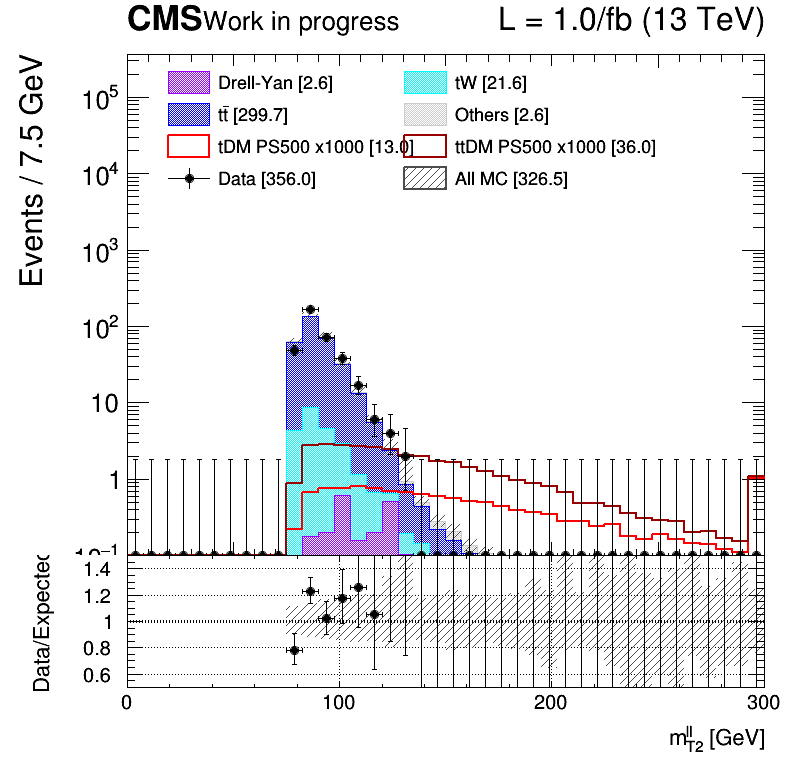 CMS Work in progress L = 1.0/fb (13 TeV)
Events / 7.5 GeV
Drell-Yan [2.6] tW [21.6]
tt̄ [299.7] Others [2.6]
tDM PS500 x1000 [13.0] ttDM PS500 x1000 [36.0]
Data [356.0] All MC [326.5]
10⁵
10⁴
10³
10²
10
1
10⁻¹
Data/Expected
1.4
1.2
1
0.8
0.6
0 100 200 300
m_T2^ll [GeV]